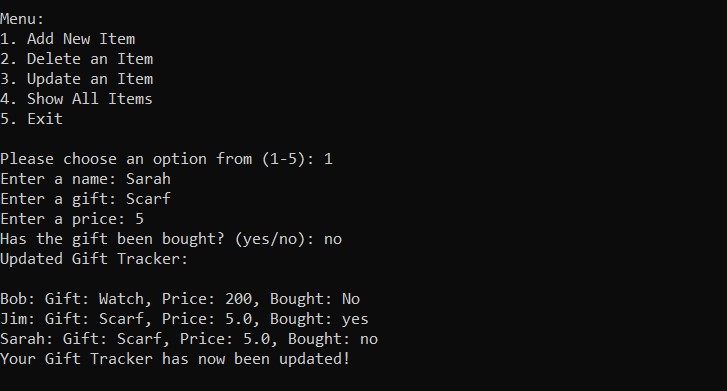 Menu:
1. Add New Item
2. Delete an Item
3. Update an Item
4. Show All Items
5. Exit
Please choose an option from (1-5): 1
Enter a name: Sarah
Enter a gift: Scarf
Enter a price: 5
Has the gift been bought? (yes/no): no
Updated Gift Tracker:
Bob: Gift: Watch, Price: 200, Bought: No
Jim: Gift: Scarf, Price: 5.0, Bought: yes
Sarah: Gift: Scarf, Price: 5.0, Bought: no
Your Gift Tracker has now been updated!